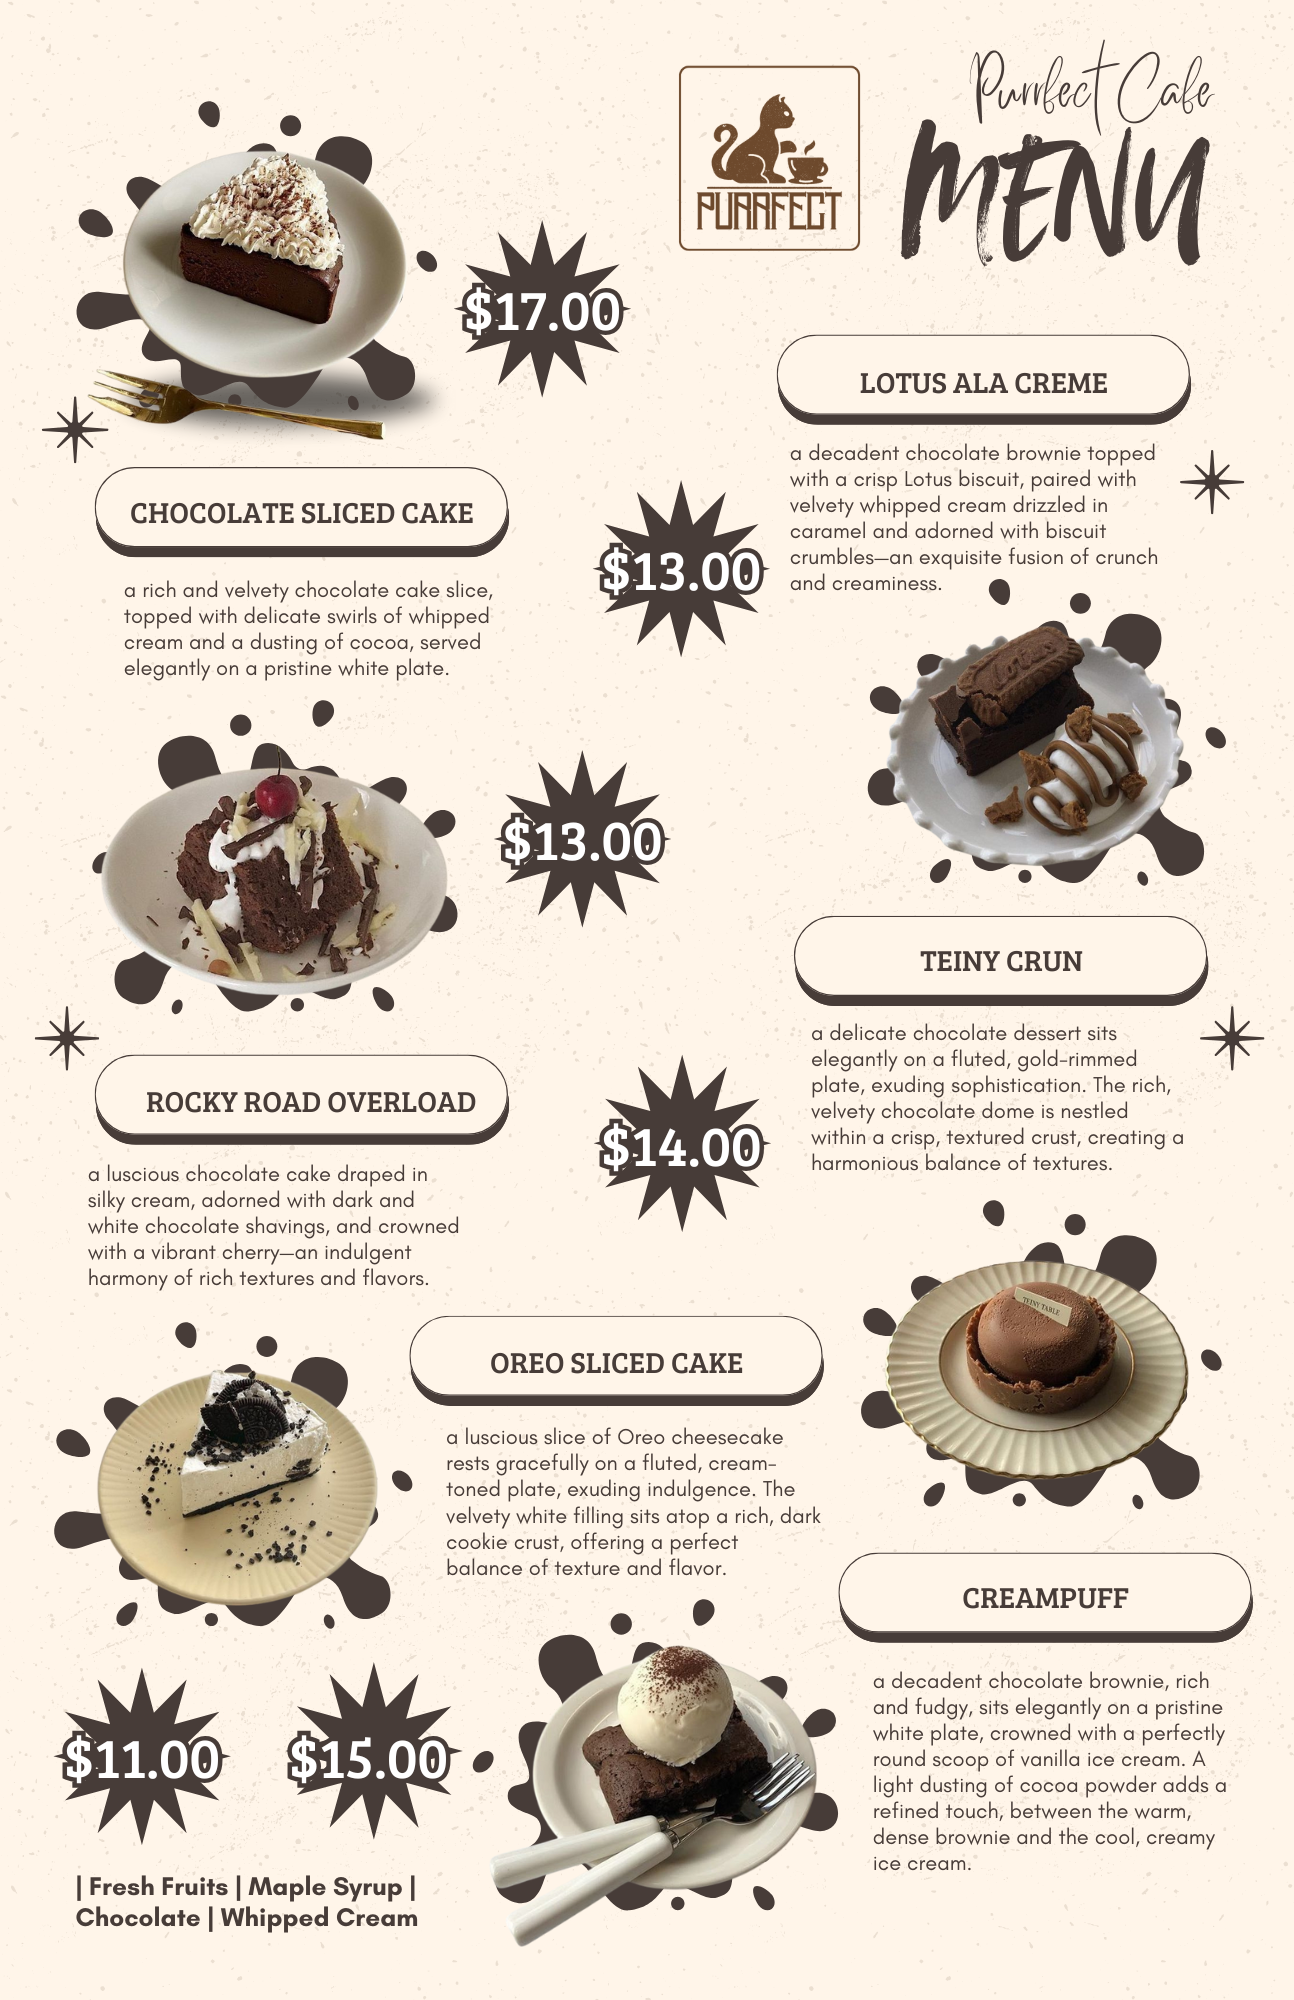 Purrfect Cafe
MENU
PURRFECT
$17.00
CHOCOLATE SLICED CAKE
a rich and velvety chocolate cake slice,
topped with delicate swirls of whipped
cream and a dusting of cocoa, served
elegantly on a pristine white plate.
LOTUS ALA CREME
a decadent chocolate brownie topped
with a crisp Lotus biscuit, paired with
velvety whipped cream drizzled in
caramel and adorned with biscuit
crumbles—an exquisite fusion of crunch
and creaminess.
$13.00
Lotus
$13.00
ROCKY ROAD OVERLOAD
a luscious chocolate cake draped in
silky cream, adorned with dark and
white chocolate shavings, and crowned
with a vibrant cherry—an indulgent
harmony of rich textures and flavors.
TEINY CRUN
a delicate chocolate dessert sits
elegantly on a fluted, gold-rimmed
plate, exuding sophistication. The rich,
velvety chocolate dome is nestled
within a crisp, textured crust, creating a
harmonious balance of textures.
$14.00
TEINY TABLE
OREO SLICED CAKE
a luscious slice of Oreo cheesecake
rests gracefully on a fluted, cream-
toned plate, exuding indulgence. The
velvety white filling sits atop a rich, dark
cookie crust, offering a perfect
balance of texture and flavor.
$11.00
$15.00
CREAMPUFF
a decadent chocolate brownie, rich
and fudgy, sits elegantly on a pristine
white plate, crowned with a perfectly
round scoop of vanilla ice cream. A
light dusting of cocoa powder adds a
refined touch, between the warm,
dense brownie and the cool, creamy
ice cream.
| Fresh Fruits | Maple Syrup |
Chocolate | Whipped Cream